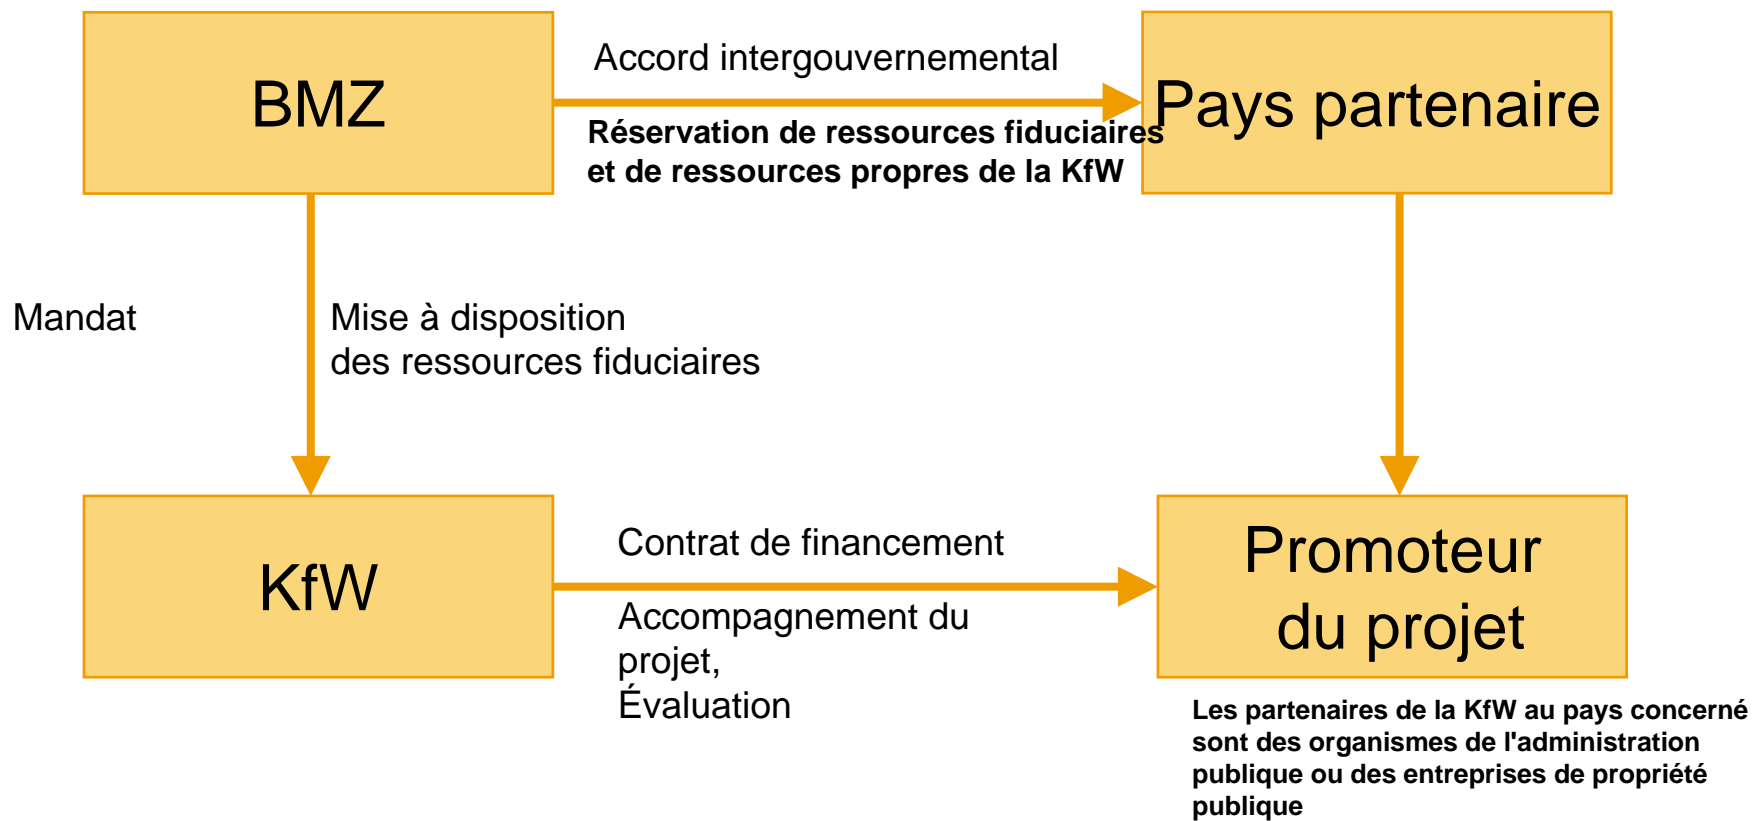 BMZ
Accord intergouvernemental
Réservation de ressources fiduciaires
et de ressources propres de la KfW
Pays partenaire
Mandat
Mise à disposition
des ressources fiduciaires
KfW
Contrat de financement
Accompagnement du
projet,
Évaluation
Promoteur
du projet
Les partenaires de la KfW au pays concerné
sont des organismes de l'administration
publique ou des entreprises de propriété
publique